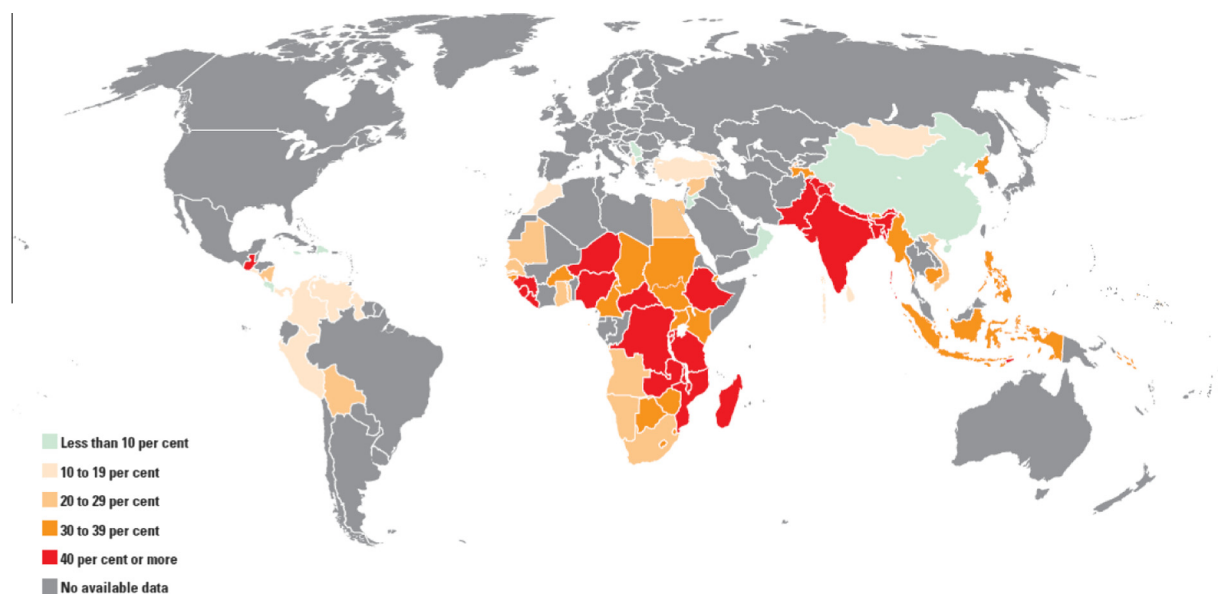 Less than 10 per cent
10 to 19 per cent
20 to 29 per cent
30 to 39 per cent
40 per cent or more
No available data